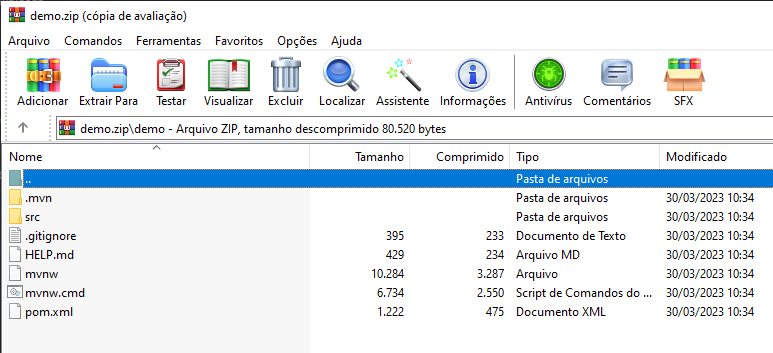 demo.zip (cópia de avaliação)
Arquivo Comandos Ferramentas Favoritos Opções Ajuda
Adicionar Extrair Para Testar Visualizar Excluir Localizar Assistente Informações Antivírus Comentários SFX
demo.zip\demo - Arquivo ZIP, tamanho descomprimido 80.520 bytes
Nome Tamanho Comprimido Tipo Modificado
.. Pasta de arquivos
.mvn Pasta de arquivos 30/03/2023 10:34
src Pasta de arquivos 30/03/2023 10:34
.gitignore 395 233 Documento de Texto 30/03/2023 10:34
HELP.md 429 234 Arquivo MD 30/03/2023 10:34
mvnw 10.284 3.287 Arquivo 30/03/2023 10:34
mvnw.cmd 6.734 2.550 Script de Comandos do ... 30/03/2023 10:34
pom.xml 1.222 475 Documento XML 30/03/2023 10:34